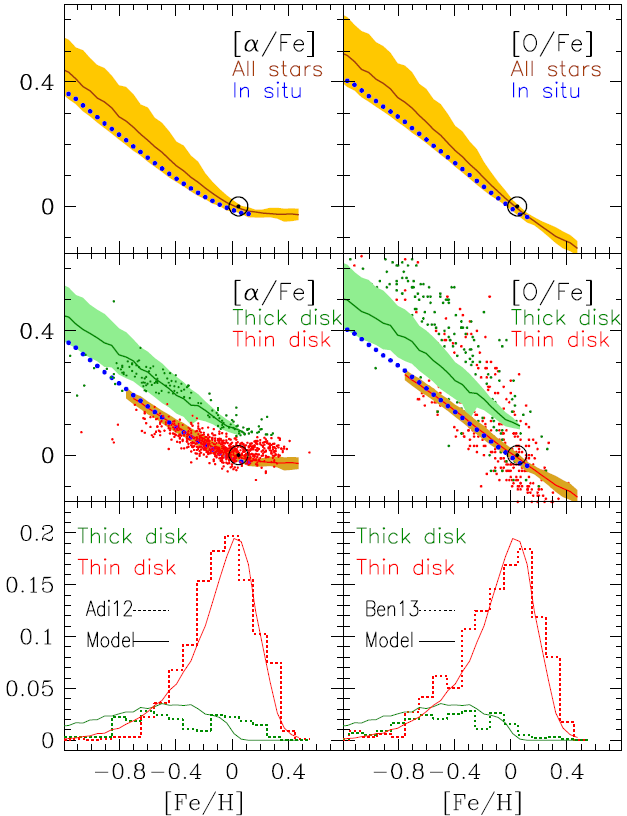 [α/Fe]
All stars
In situ
[O/Fe]
All stars
In situ
0.4
0
[α/Fe]
Thick disk
Thin disk
[O/Fe]
Thick disk
Thin disk
0.4
0
0.2
Thick disk
Thin disk
Adi12
Model
Thick disk
Thin disk
Ben13
Model
0.15
0.1
0.05
0
−0.8 −0.4 0 0.4
−0.8 −0.4 0 0.4
[Fe/H]
[Fe/H]